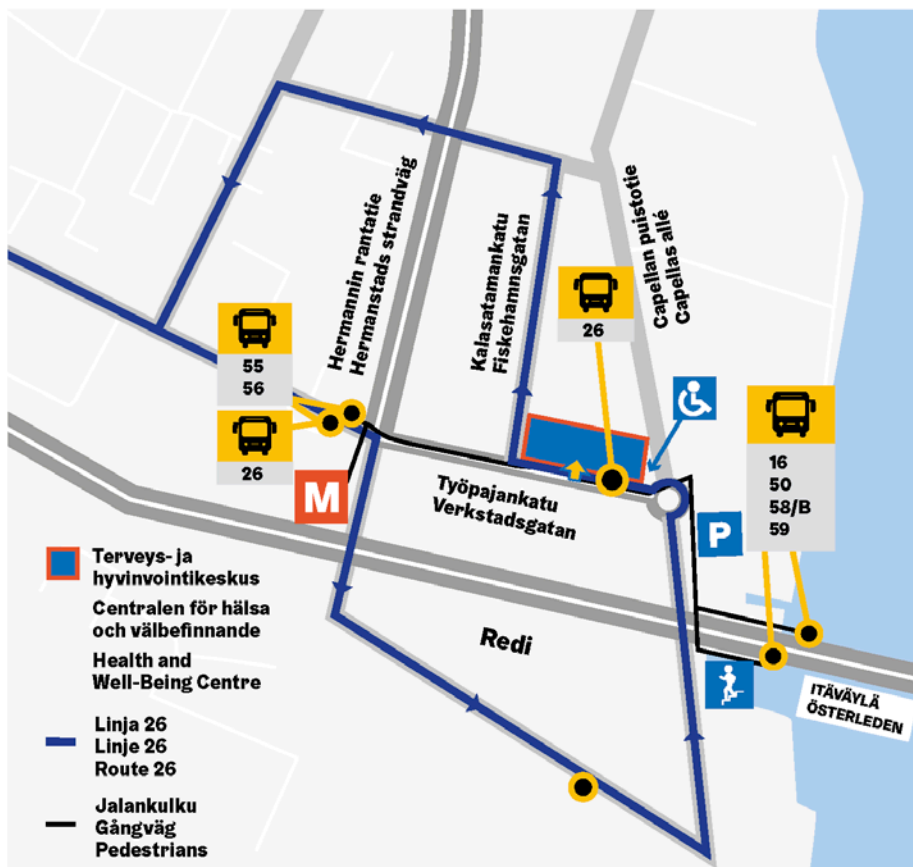 Hermannin rantatie
Hermanstads strandväg
Kalasatamankatu
Fiskehamnsgatan
Capellan puistotie
Capellas allé
26
55
56
26
M
Työpajankatu
Verkstadsgatan
P
16
50
58/B
59
Redi
ITÄVÄYLÄ
ÖSTERLEDEN
Terveys- ja
hyvinvointikeskus
Centralen för hälsa
och välbefinnande
Health and
Well-Being Centre
Linja 26
Linje 26
Route 26
Jalankulku
Gångväg
Pedestrians